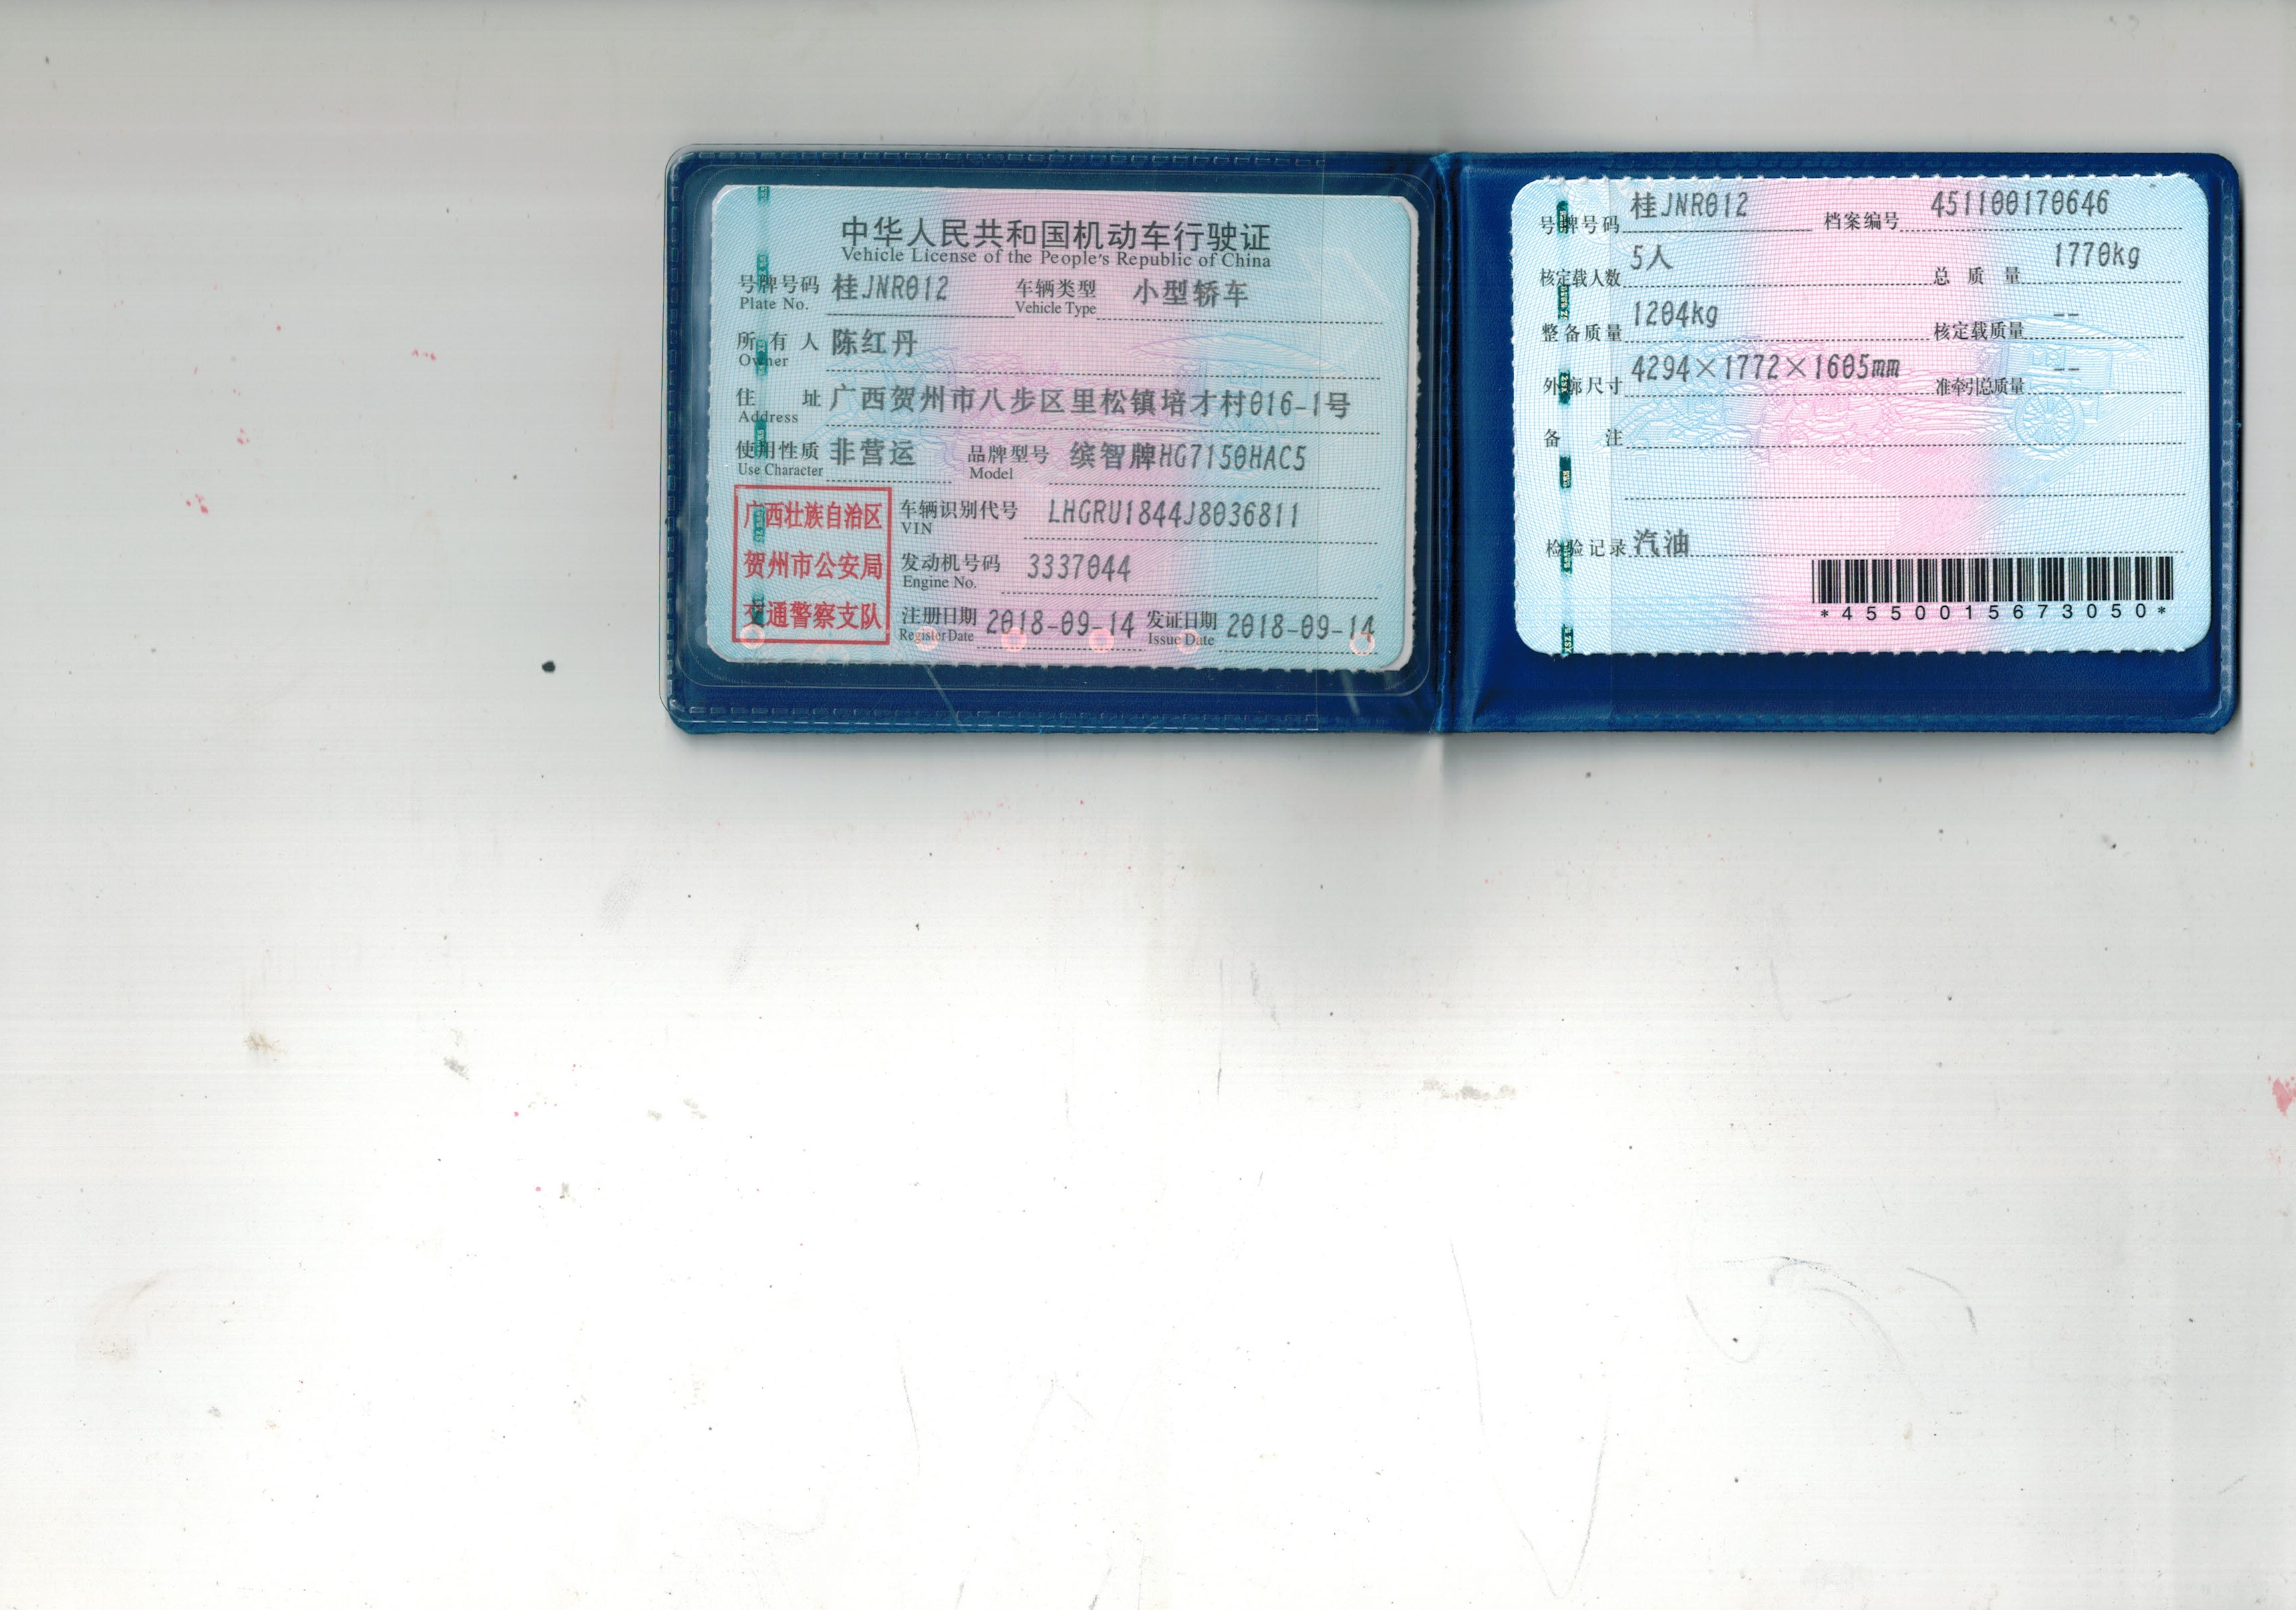 中华人民共和国机动车行驶证
Vehicle License of the People's Republic of China
号牌号码 桂JNR012 车辆类型 小型轿车
Plate No. Vehicle Type
所有人 陈红丹
Owner
住址 广西贺州市八步区里松镇培才村016-1号
Address
使用性质 非营运 品牌型号 缤智牌HG7150HAC5
Use Character Model
广西壮族自治区
贺州市公安局
交通警察支队
车辆识别代号 LHGRU1844J8036811
VIN
发动机号码 3337044
Engine No.
注册日期 2018-09-14 发证日期 2018-09-14
Register Date Issue Date
号牌号码 桂JNR012 档案编号 451100170646
核定载人数 5人 总质量 1770kg
整备质量 1204kg 核定载质量 --
外廓尺寸 4294×1772×1605mm 准牵引总质量 --
备注
检验记录 汽油
*4550015673050*